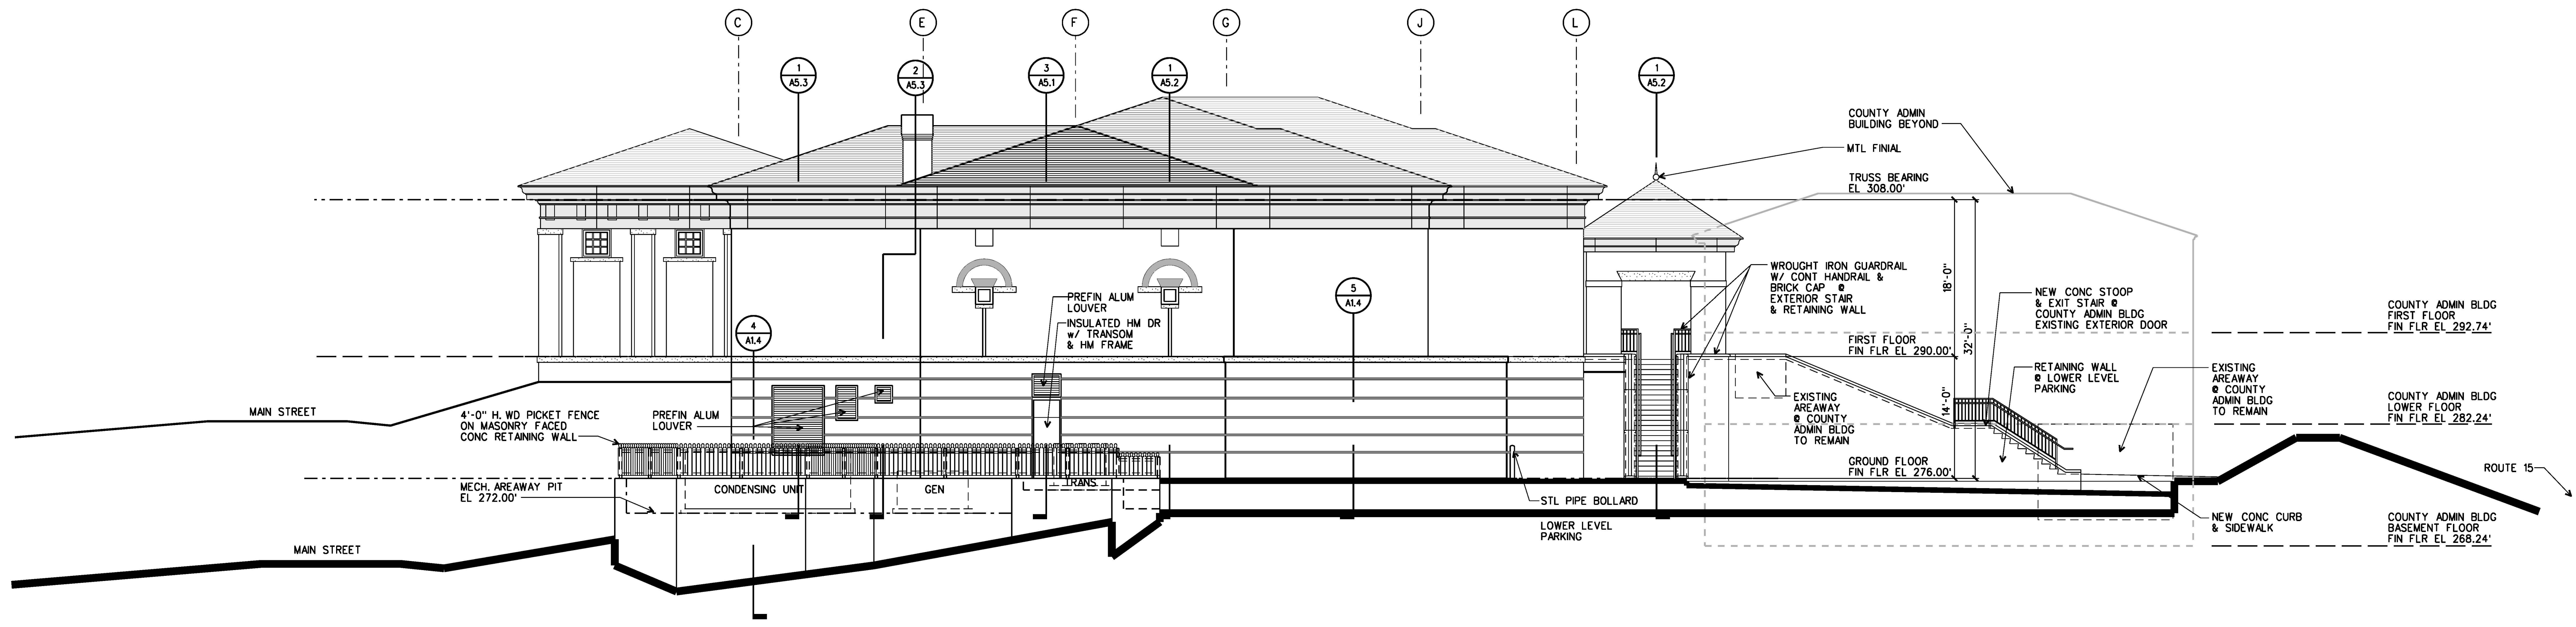 C
E
F
G
J
L
1
A5.3
2
A5.3
3
A5.1
1
A5.2
1
A5.2
COUNTY ADMIN
BUILDING BEYOND
MTL FINIAL
TRUSS BEARING
EL 308.00'
WROUGHT IRON GUARDRAIL
W/ CONT HANDRAIL &
BRICK CAP @
EXTERIOR STAIR
& RETAINING WALL
18'-0"
32'-0"
14'-0"
NEW CONC STOOP
& EXIT STAIR @
COUNTY ADMIN BLDG
EXISTING EXTERIOR DOOR
COUNTY ADMIN BLDG
FIRST FLOOR
FIN FLR EL 292.74'
PREFIN ALUM
LOUVER
INSULATED HM DR
w/ TRANSOM
& HM FRAME
5
A1.4
4
A1.4
FIRST FLOOR
FIN FLR EL 290.00'
RETAINING WALL
@ LOWER LEVEL
PARKING
EXISTING
AREAWAY
@ COUNTY
ADMIN BLDG
TO REMAIN
EXISTING
AREAWAY
@ COUNTY
ADMIN BLDG
TO REMAIN
COUNTY ADMIN BLDG
LOWER FLOOR
FIN FLR EL 282.24'
MAIN STREET
4'-0" H. WD PICKET FENCE
ON MASONRY FACED
CONC RETAINING WALL
PREFIN ALUM
LOUVER
GROUND FLOOR
FIN FLR EL 276.00'
ROUTE 15
MECH. AREAWAY PIT
EL 272.00'
CONDENSING UNIT
GEN
TRANS
STL PIPE BOLLARD
LOWER LEVEL
PARKING
NEW CONC CURB
& SIDEWALK
COUNTY ADMIN BLDG
BASEMENT FLOOR
FIN FLR EL 268.24'
MAIN STREET